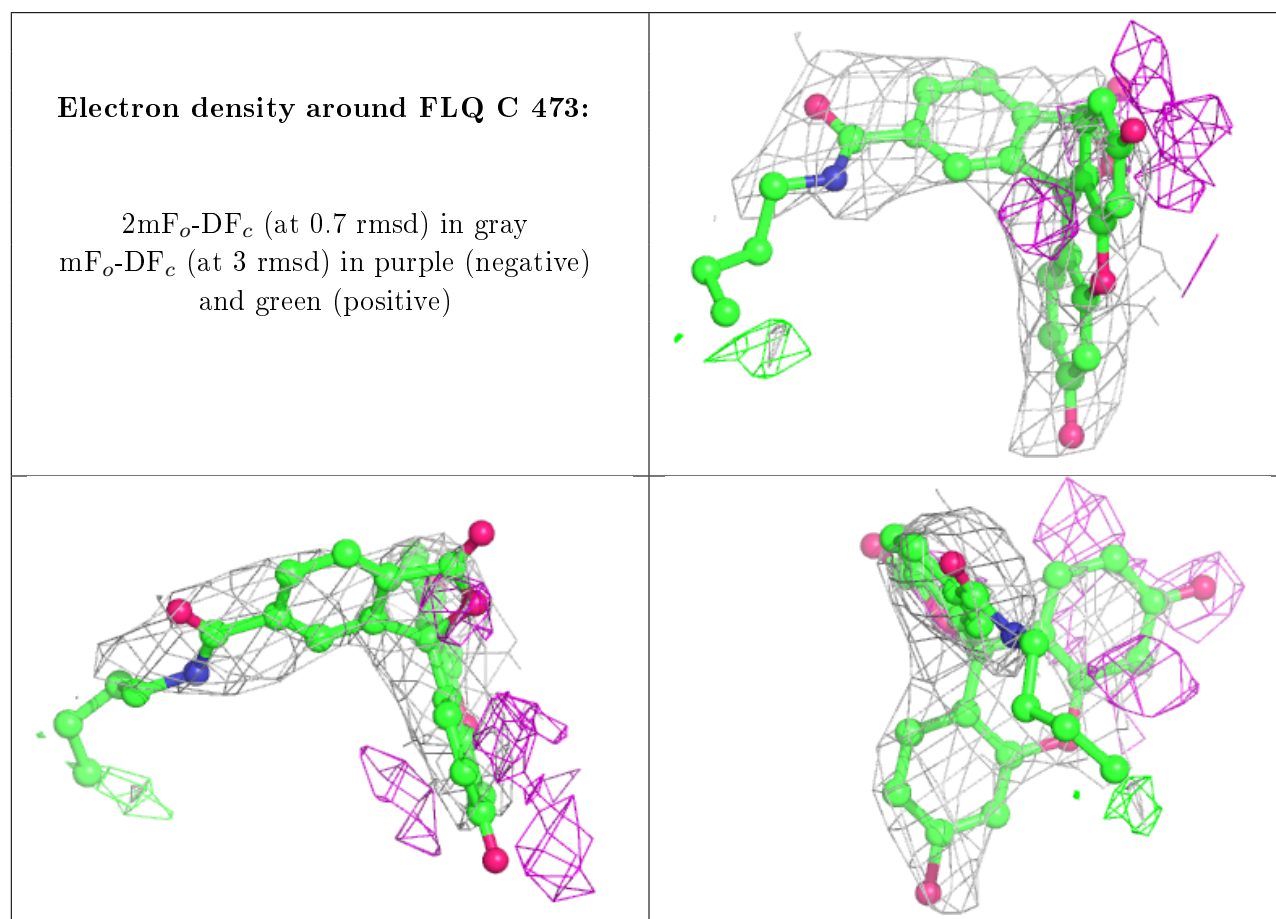 Electron density around FLQ C 473:
2mFo-DFc (at 0.7 rmsd) in gray
mFo-DFc (at 3 rmsd) in purple (negative)
and green (positive)